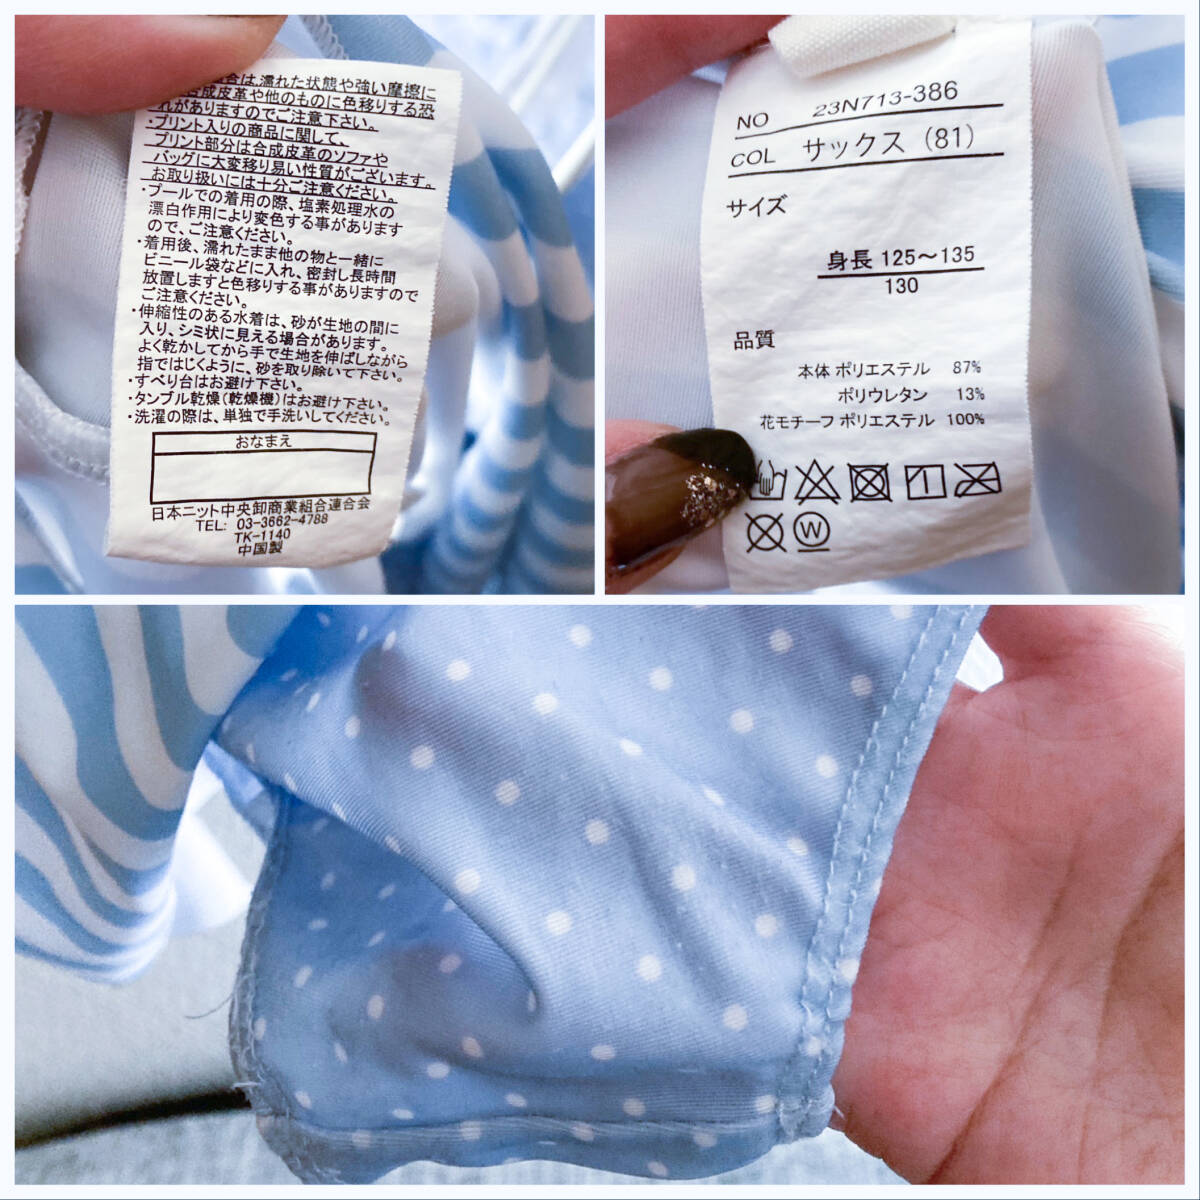 合は濡れた状態や強い摩擦に
合成皮革や他のものに色移りする恐
れがありますのでご注意下さい。
・プリント入りの商品に関して、
プリント部分は合成皮革のソファや
バッグに大変移り易い性質がございます。
お取り扱いには十分ご注意ください。
・プールでの着用の際、塩素処理水の
漂白作用により変色する事があります
ので、ご注意ください。
・着用後、濡れたまま他の物と一緒に
ビニール袋などに入れ、密封し長時間
放置しますと色移りする事がありますので
ご注意ください。
・伸縮性のある水着は、砂が生地の間に
入り、シミ状に見える場合があります。
よく乾かしてから手で生地を伸ばしながら
指ではじくように、砂を取り除いて下さい。
・すべり台はお避け下さい。
・タンブル乾燥(乾燥機)はお避け下さい。
・洗濯の際は、単独で手洗いしてください。
おなまえ
日本ニット中央卸商業組合連合会
TEL: 03-3662-4788
TK-1140
中国製
NO 23N713-386
COL サックス(81)
サイズ
身長 125～135
130
品質
本体 ポリエステル 87%
ポリウレタン 13%
花モチーフ ポリエステル 100%
W